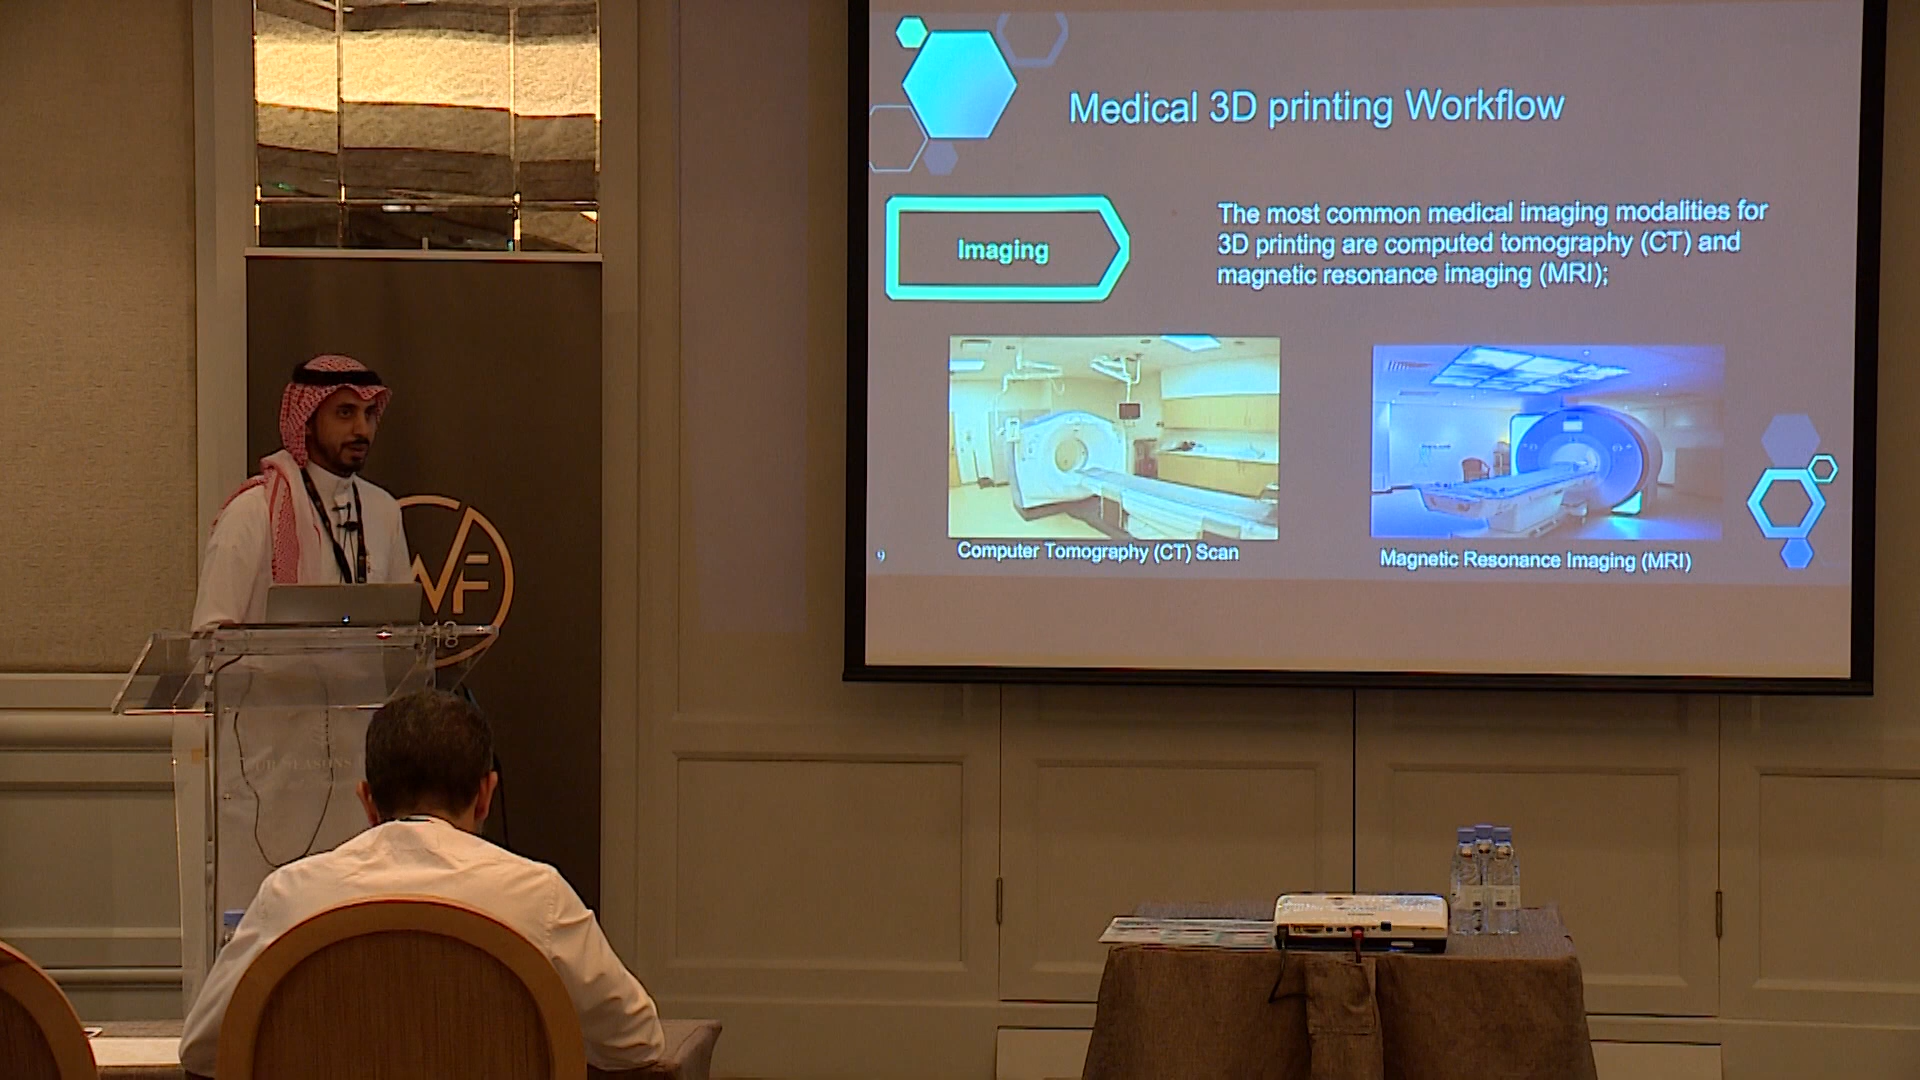 Medical 3D printing Workflow
Imaging
The most common medical imaging modalities for
3D printing are computed tomography (CT) and
magnetic resonance imaging (MRI);
Computer Tomography (CT) Scan
Magnetic Resonance Imaging (MRI)
9
SEASONS